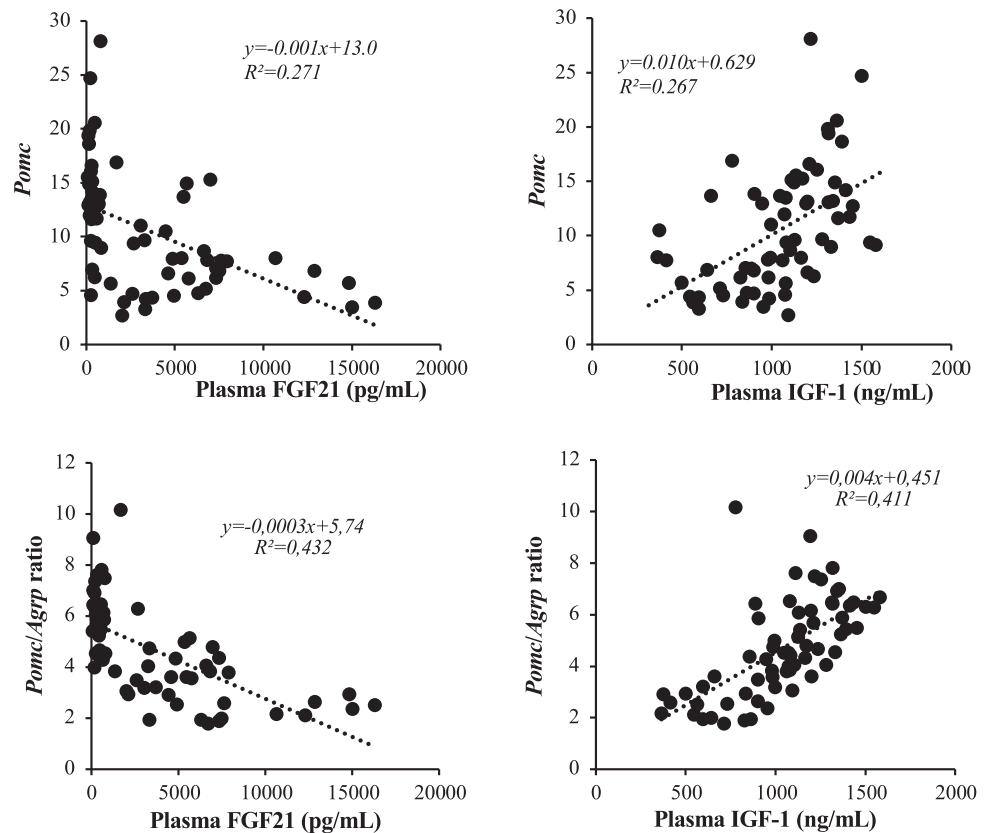 30
25
20
15
10
5
0
Pomc
y=-0.001x+13.0
R²=0.271
0 5000 10000 15000 20000
Plasma FGF21 (pg/mL)
30
25
20
15
10
5
0
Pomc
y=0.010x+0.629
R²=0.267
0 500 1000 1500 2000
Plasma IGF-1 (ng/mL)
12
10
8
6
4
2
0
Pomc/Agrp ratio
y=-0,0003x+5,74
R²=0,432
0 5000 10000 15000 20000
Plasma FGF21 (pg/mL)
12
10
8
6
4
2
0
Pomc/Agrp ratio
y=0,004x+0,451
R²=0,411
0 500 1000 1500 2000
Plasma IGF-1 (ng/mL)